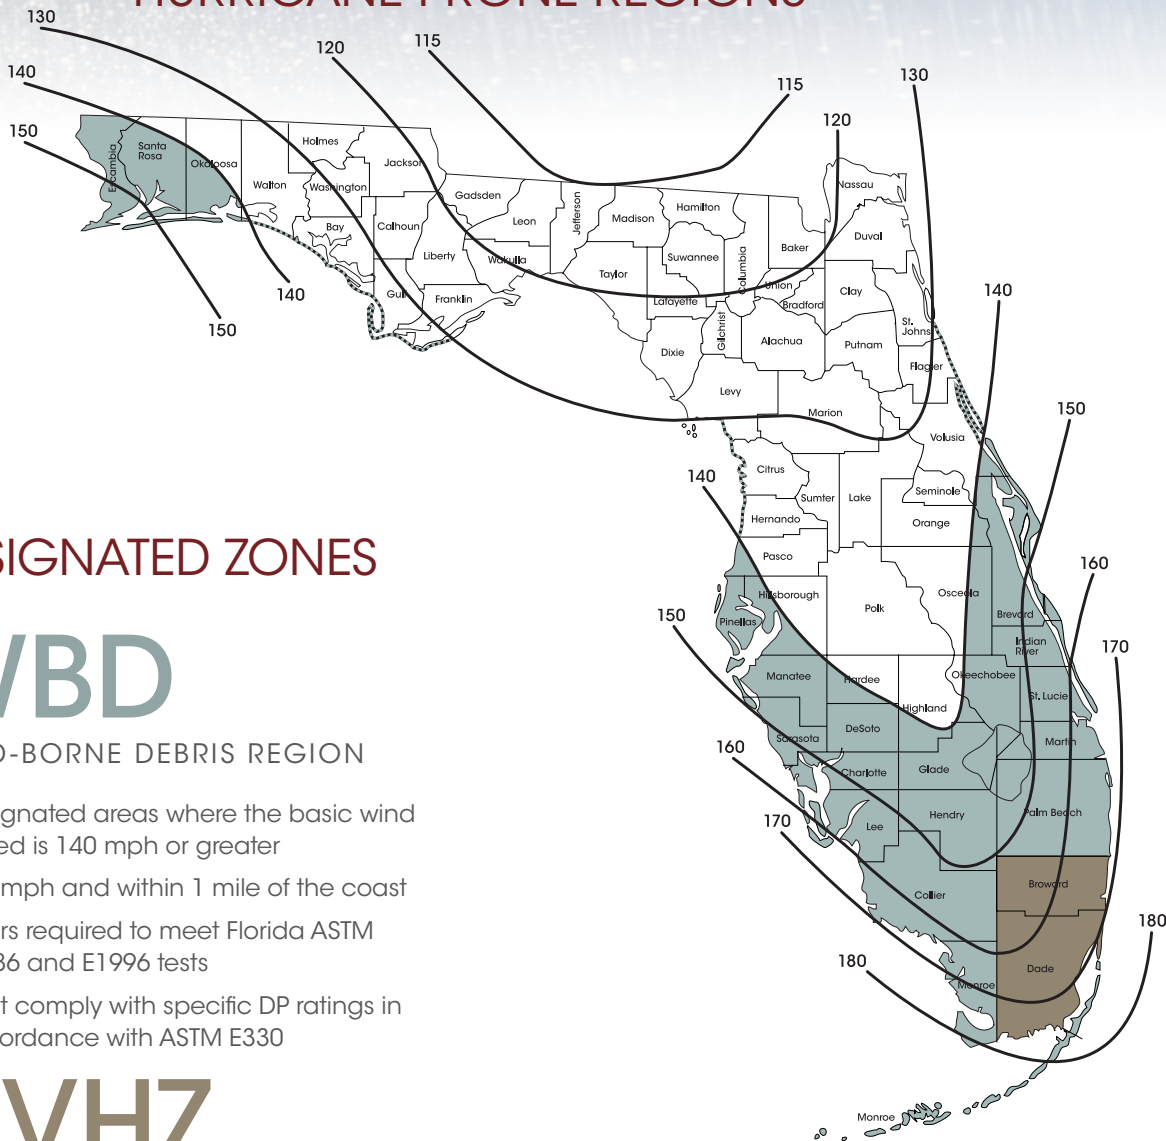 HURRICANE PRONE REGIONS
130
120
115
140
115
130
120
150
Escambia
Santa
Rosa
Okaloosa
Walton
Holmes
Washington
Jackson
Bay
Calhoun
Gulf
Liberty
Gadsden
Franklin
Leon
Wakulla
Jefferson
Madison
Taylor
Hamilton
Suwannee
Lafayette
Columbia
Baker
Nassau
Duval
Union
Bradford
Clay
St.
Johns
Dixie
Gilchrist
Alachua
Putnam
Flagler
Levy
Marion
Volusia
140
150
140
150
140
Citrus
Sumter
Lake
Seminole
Hernando
Orange
Pasco
Hillsborough
Pinellas
Polk
Osceola
Brevard
Indian
River
160
150
170
Manatee
Hardee
Highland
Okeechobee
St. Lucie
Sarasota
DeSoto
Martin
160
Charlotte
Glade
170
Lee
Hendry
Palm Beach
Collier
Broward
180
180
Monroe
Dade
Monroe
SIGNATED ZONES
WBD
D-BORNE DEBRIS REGION
gnated areas where the basic wind
ed is 140 mph or greater
mph and within 1 mile of the coast
rs required to meet Florida ASTM
36 and E1996 tests
t comply with specific DP ratings in
cordance with ASTM E330
VHZ